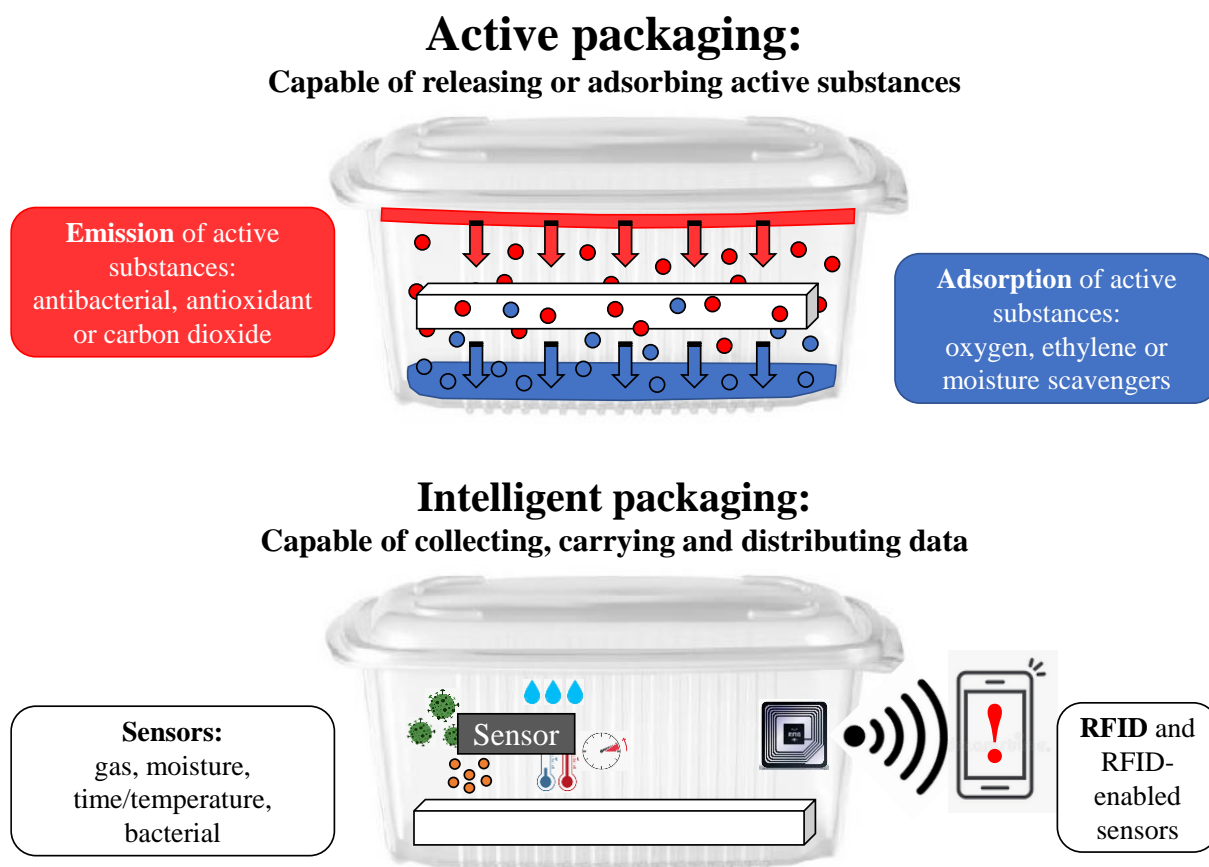 Active packaging:
Capable of releasing or adsorbing active substances
Emission of active
substances:
antibacterial, antioxidant
or carbon dioxide
Adsorption of active
substances:
oxygen, ethylene or
moisture scavengers
Intelligent packaging:
Capable of collecting, carrying and distributing data
Sensors:
gas, moisture,
time/temperature,
bacterial
Sensor
RFID
!
RFID and
RFID-
enabled
sensors